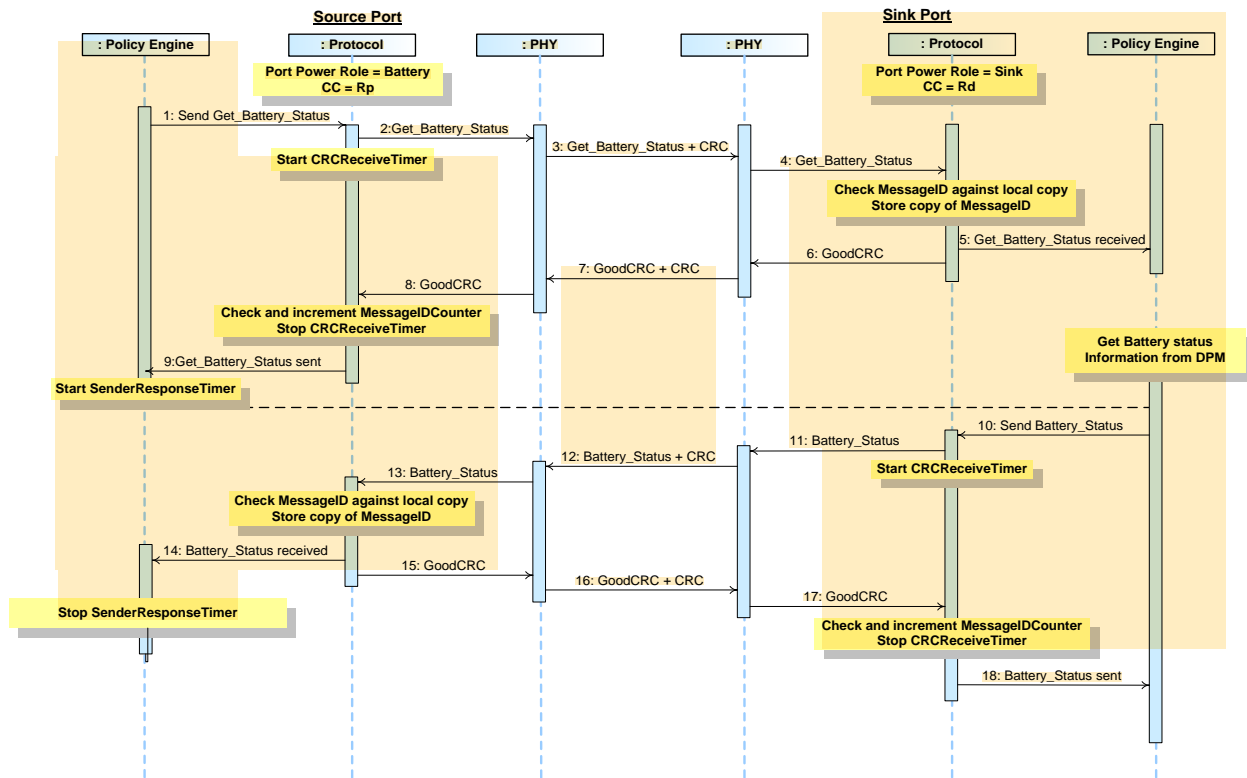 Source Port
Sink Port
: Policy Engine
: Protocol
: PHY
: PHY
: Protocol
: Policy Engine
Port Power Role = Battery
CC = Rp
Port Power Role = Sink
CC = Rd
1: Send Get_Battery_Status
2:Get_Battery_Status
Start CRCReceiveTimer
3: Get_Battery_Status + CRC
4: Get_Battery_Status
Check MessageID against local copy
Store copy of MessageID
5: Get_Battery_Status received
6: GoodCRC
7: GoodCRC + CRC
8: GoodCRC
Check and increment MessageIDCounter
Stop CRCReceiveTimer
9:Get_Battery_Status sent
Start SenderResponseTimer
Get Battery status
Information from DPM
10: Send Battery_Status
11: Battery_Status
Start CRCReceiveTimer
12: Battery_Status + CRC
13: Battery_Status
Check MessageID against local copy
Store copy of MessageID
14: Battery_Status received
15: GoodCRC
16: GoodCRC + CRC
17: GoodCRC
Stop SenderResponseTimer
Check and increment MessageIDCounter
Stop CRCReceiveTimer
18: Battery_Status sent